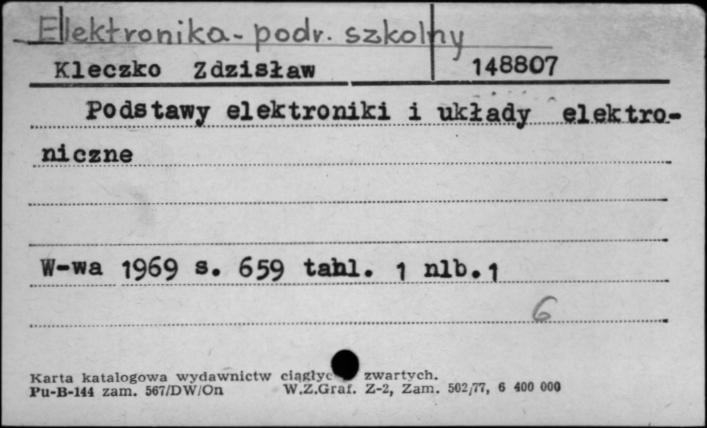 Elektronika - podr. szkolny
Kleczko Zdzisław 148807
Podstawy elektroniki i układy elektro-
niczne
W-wa 1969 s. 659 tabl. 1 nlb. 1
6
Karta katalogowa wydawnictw ciągłyc zwartych.
Pu-B-144 zam. 567/DW/On W.Z.Graf. Z-2, Zam. 502/77, 6 400 000